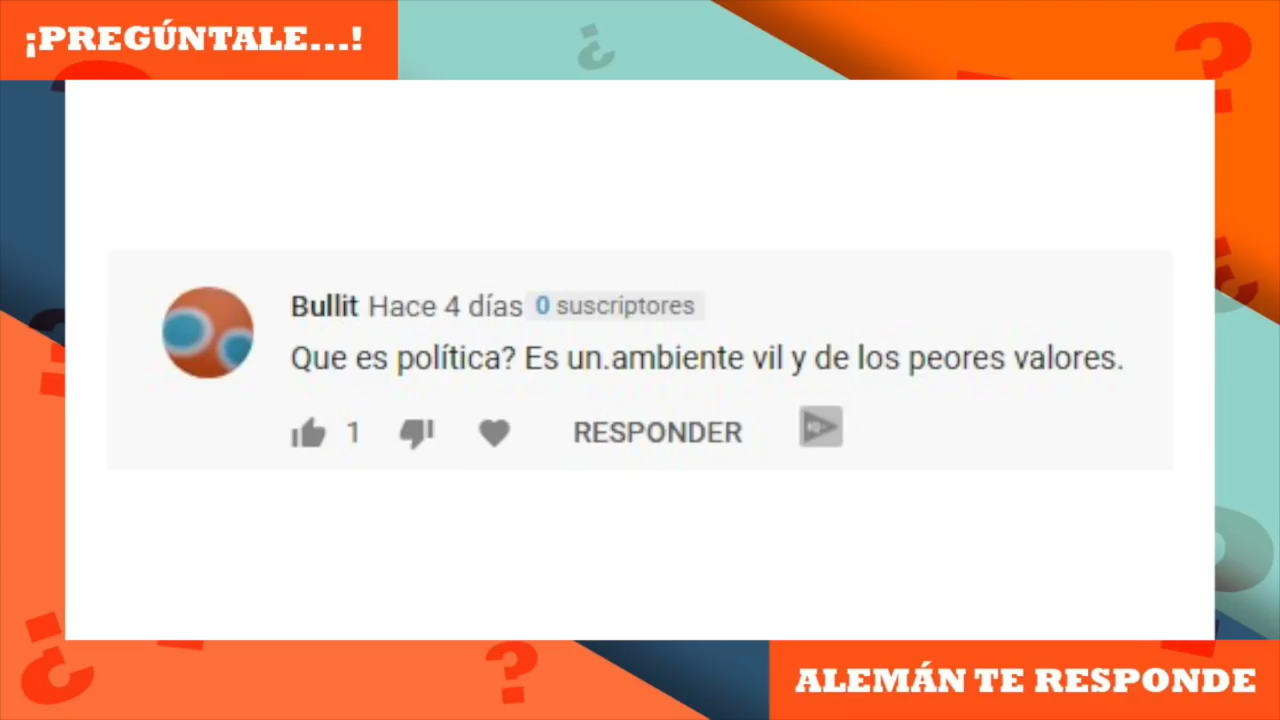 ¡PREGÚNTALE...!
Bullit Hace 4 días 0 suscriptores
Que es política? Es un.ambiente vil y de los peores valores.
1 RESPONDER
ALEMÁN TE RESPONDE